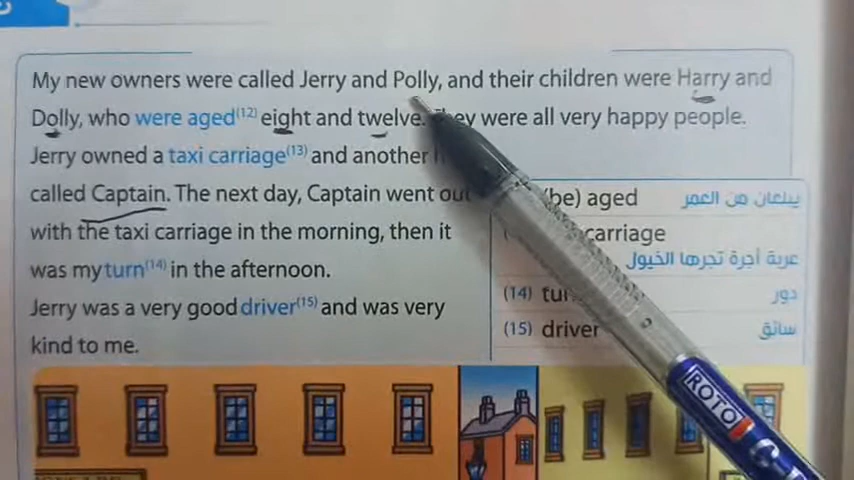 My new owners were called Jerry and Polly, and their children were Harry and
Dolly, who were aged(12) eight and twelve. They were all very happy people.
Jerry owned a taxi carriage(13) and another
called Captain. The next day, Captain went out
with the taxi carriage in the morning, then it
was my turn(14) in the afternoon.
Jerry was a very good driver(15) and was very
kind to me.
(be) aged يبلغان من العمر
carriage
عربة أجرة تجرها الخيول
(14) دور
(15) driver سائق
ROTO